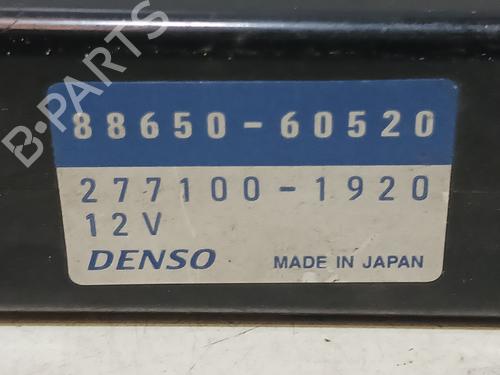 B-PARTS
88650-60520
277100-1920
12V
DENSO MADE IN JAPAN